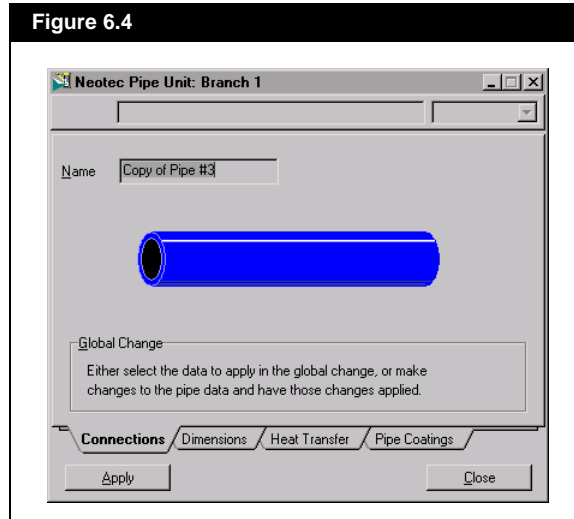 Figure 6.4
Neotec Pipe Unit: Branch 1
Name Copy of Pipe #3
Global Change
Either select the data to apply in the global change, or make
changes to the pipe data and have those changes applied.
Connections Dimensions Heat Transfer Pipe Coatings
Apply Close